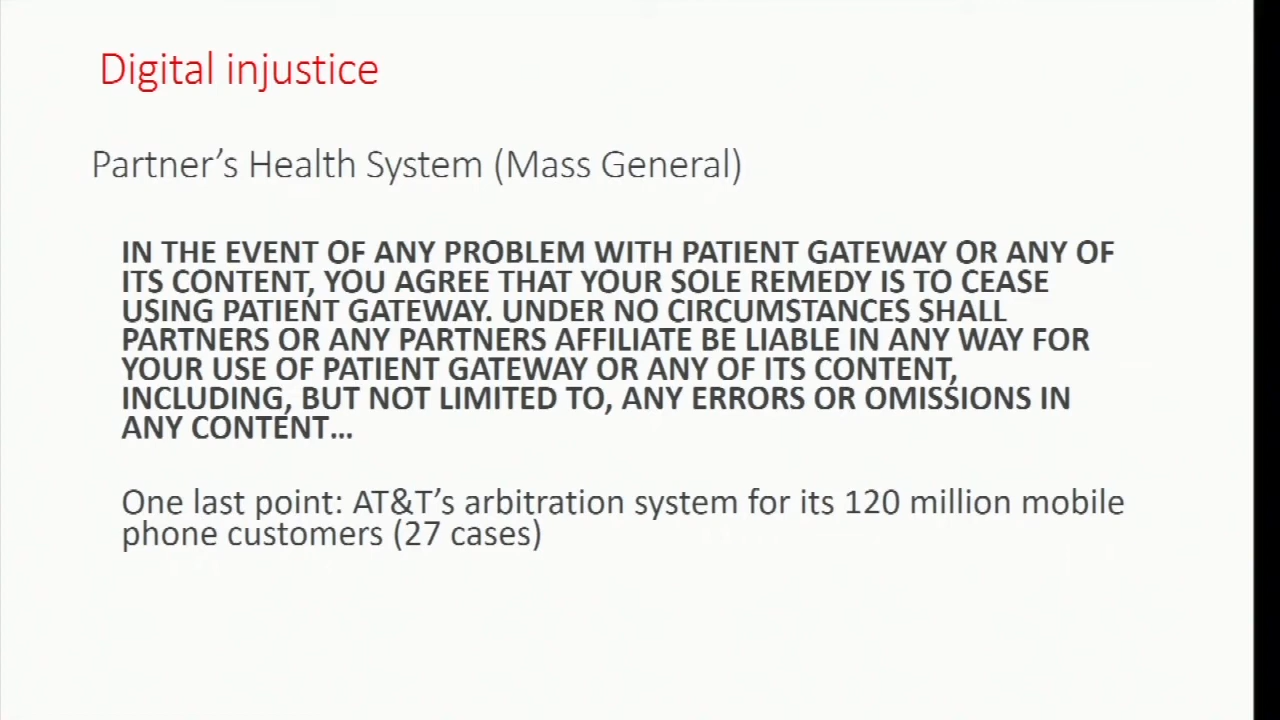 Digital injustice
Partner’s Health System (Mass General)
IN THE EVENT OF ANY PROBLEM WITH PATIENT GATEWAY OR ANY OF
ITS CONTENT, YOU AGREE THAT YOUR SOLE REMEDY IS TO CEASE
USING PATIENT GATEWAY. UNDER NO CIRCUMSTANCES SHALL
PARTNERS OR ANY PARTNERS AFFILIATE BE LIABLE IN ANY WAY FOR
YOUR USE OF PATIENT GATEWAY OR ANY OF ITS CONTENT,
INCLUDING, BUT NOT LIMITED TO, ANY ERRORS OR OMISSIONS IN
ANY CONTENT…
One last point: AT&T’s arbitration system for its 120 million mobile
phone customers (27 cases)